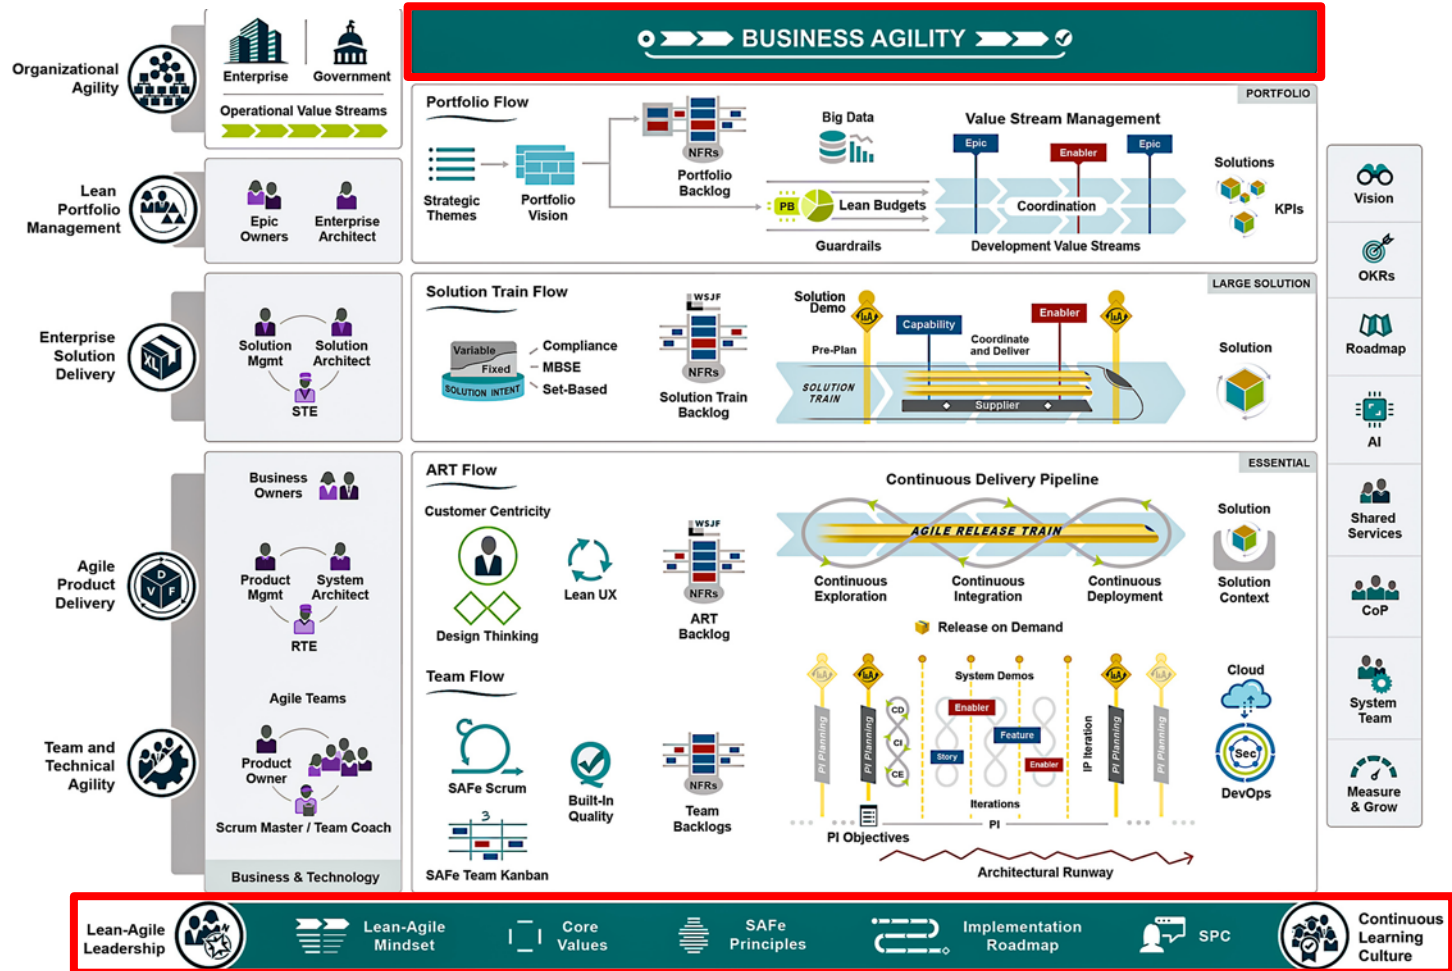 BUSINESS AGILITY
Organizational
Agility
Enterprise
Government
Operational Value Streams
Lean
Portfolio
Management
Epic
Owners
Enterprise
Architect
PORTFOLIO
Portfolio Flow
Strategic
Themes
Portfolio
Vision
NFRs
Portfolio
Backlog
Big Data
PB
Lean Budgets
Guardrails
Value Stream Management
Epic
Enabler
Epic
Coordination
Development Value Streams
Solutions
KPIs
Enterprise
Solution
Delivery
XL
Solution
Mgmt
Solution
Architect
STE
LARGE SOLUTION
Solution Train Flow
Variable
Fixed
SOLUTION INTENT
Compliance
MBSE
Set-Based
WSJF
NFRs
Solution Train
Backlog
Solution
Demo
I&A
Pre-Plan
Capability
Coordinate
and Deliver
Enabler
I&A
SOLUTION
TRAIN
Supplier
Solution
Agile
Product
Delivery
D
V F
Business
Owners
Product
Mgmt
System
Architect
RTE
Team and
Technical
Agility
Agile Teams
Product
Owner
Scrum Master / Team Coach
Business & Technology
ESSENTIAL
ART Flow
Customer Centricity
Lean UX
Design Thinking
WSJF
NFRs
ART
Backlog
Continuous Delivery Pipeline
AGILE RELEASE TRAIN
Continuous
Exploration
Continuous
Integration
Continuous
Deployment
Release on Demand
Solution
Solution
Context
Team Flow
SAFe Scrum
3
SAFe Team Kanban
Built-In
Quality
NFRs
Team
Backlogs
I&A
PI Planning
I&A
PI Planning
CD
CI
CE
System Demos
Enabler
Story
Feature
Enabler
IP Iteration
I&A
PI Planning
I&A
PI Planning
Iterations
PI
PI Objectives
Architectural Runway
Cloud
Sec
DevOps
Vision
OKRs
Roadmap
AI
Shared
Services
CoP
System
Team
Measure
& Grow
Lean-Agile
Leadership
Lean-Agile
Mindset
Core
Values
SAFe
Principles
Implementation
Roadmap
SPC
Continuous
Learning
Culture